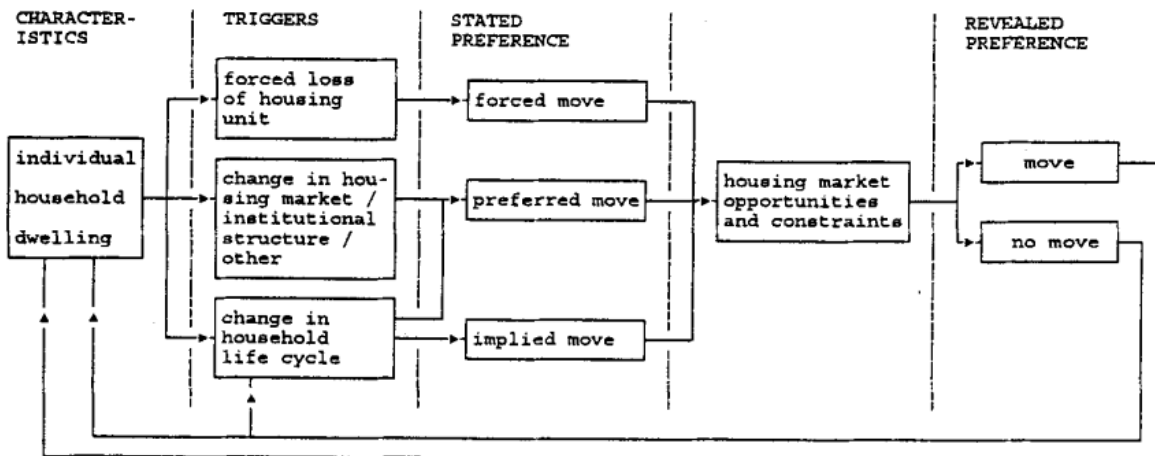 CHARACTER-
ISTICS
TRIGGERS
STATED
PREFERENCE
REVEALED
PREFERENCE
individual
household
dwelling
forced loss
of housing
unit
change in hou-
sing market /
institutional
structure /
other
change in
household
life cycle
forced move
preferred move
implied move
housing market
opportunities
and constraints
move
no move